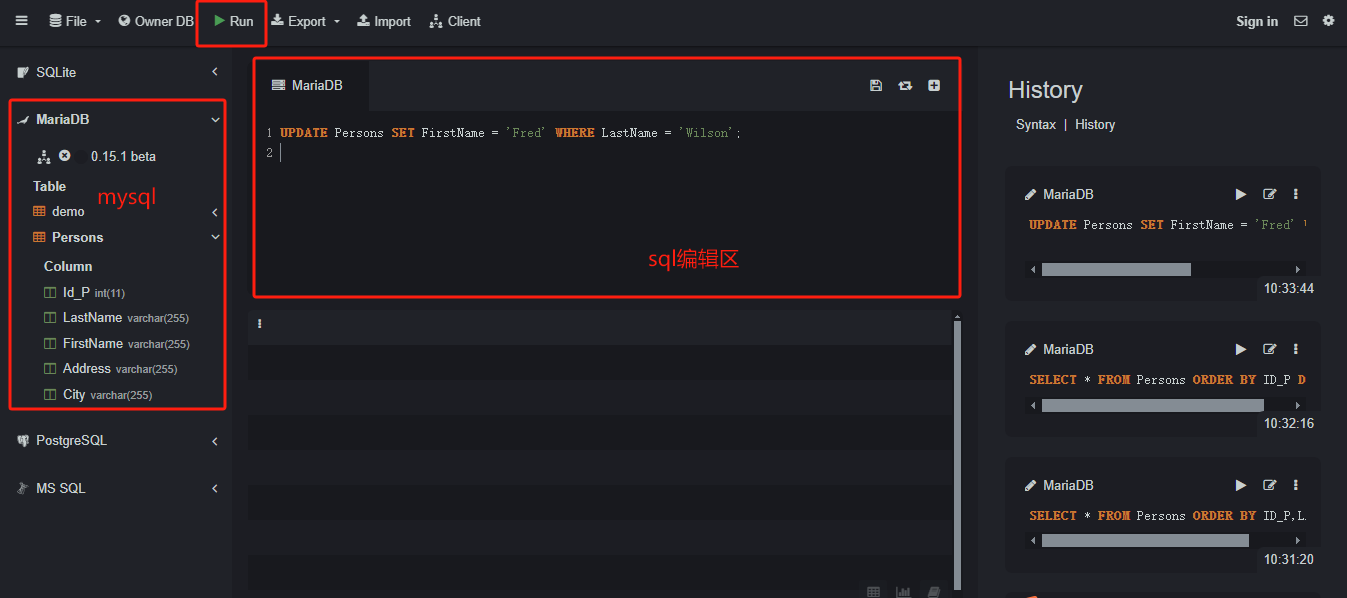 File Owner DB Run Export Import Client Sign in
SQLite
MariaDB
0.15.1 beta
Table
mysql
demo
Persons
Column
Id_P int(11)
LastName varchar(255)
FirstName varchar(255)
Address varchar(255)
City varchar(255)
PostgreSQL
MS SQL
MariaDB
1 UPDATE Persons SET FirstName = 'Fred' WHERE LastName = 'Wilson';
2
sql编辑区
History
Syntax | History
MariaDB
UPDATE Persons SET FirstName = 'Fred'
10:33:44
MariaDB
SELECT * FROM Persons ORDER BY ID_P D
10:32:16
MariaDB
SELECT * FROM Persons ORDER BY ID_P,L
10:31:20